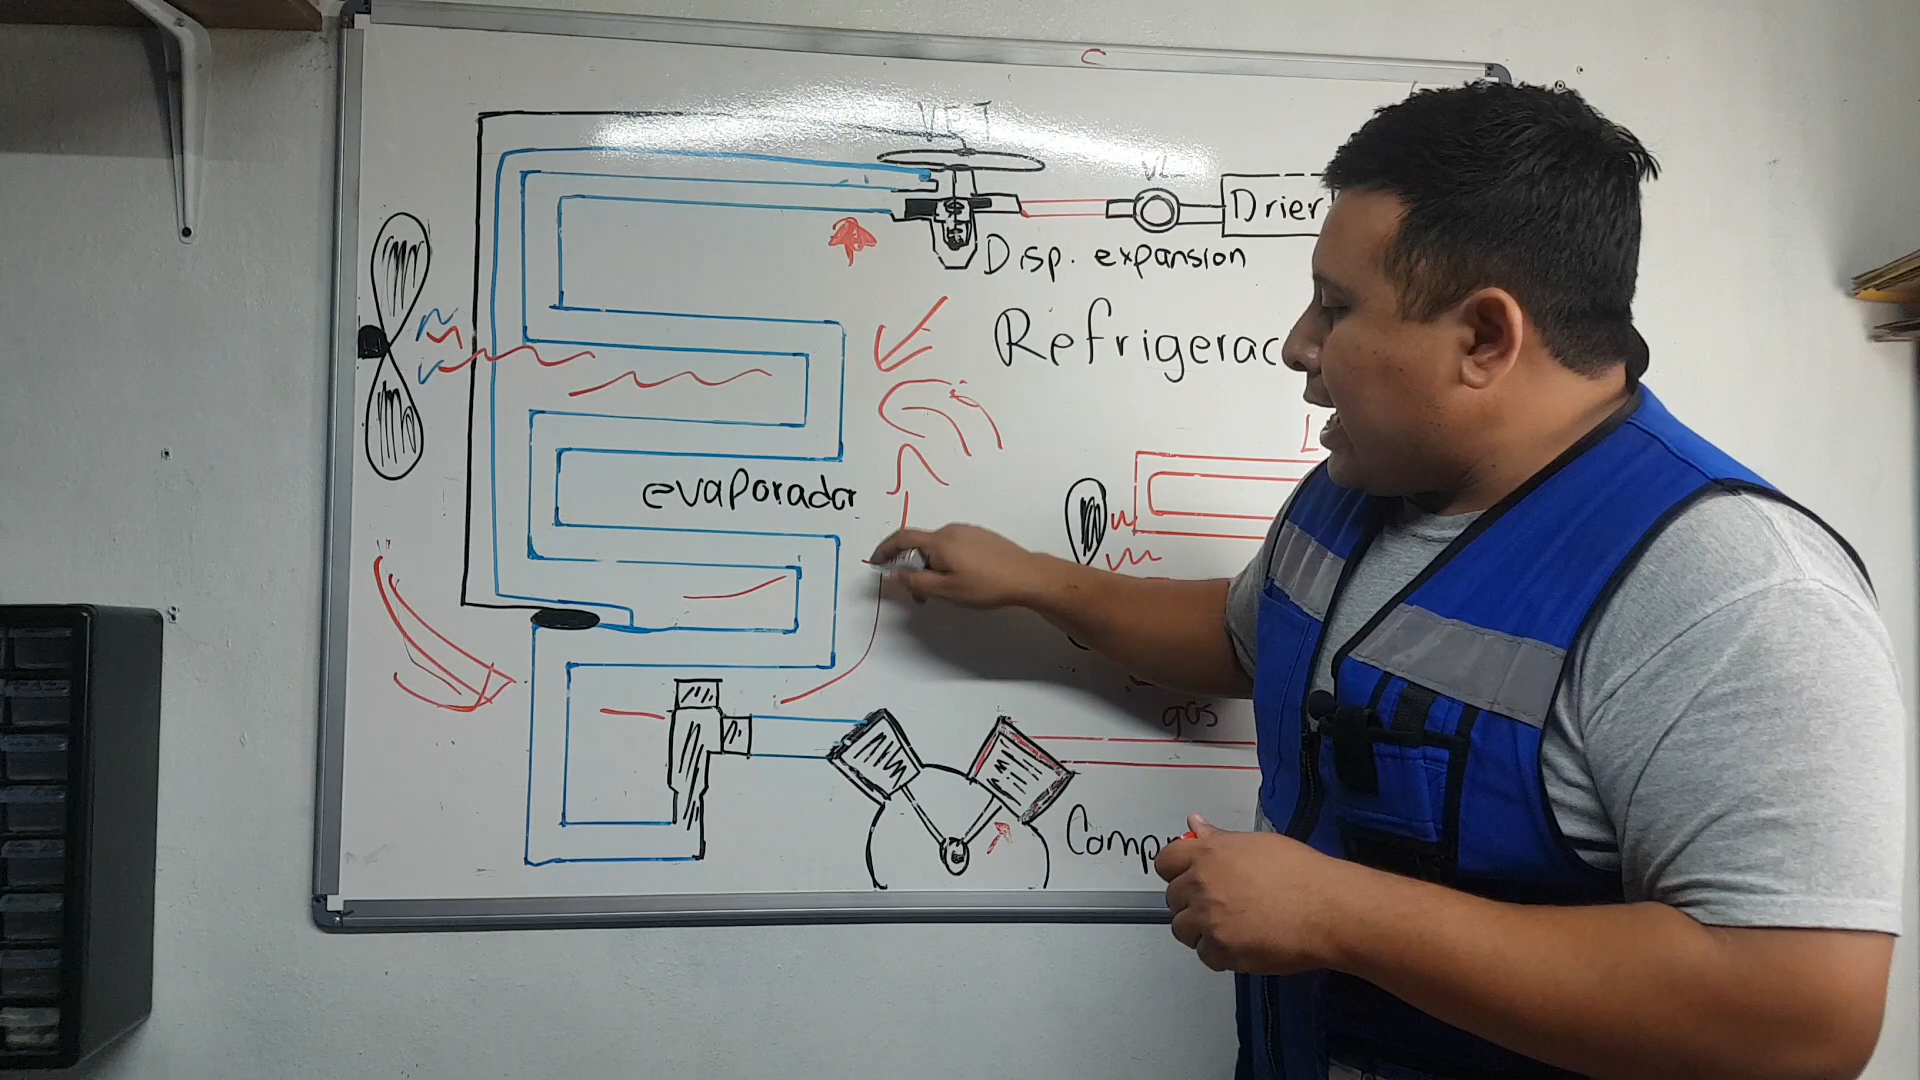 C
VET
VL
Drier
Disp. expansion
Refrigerac
L
evaporador
gas
Comp